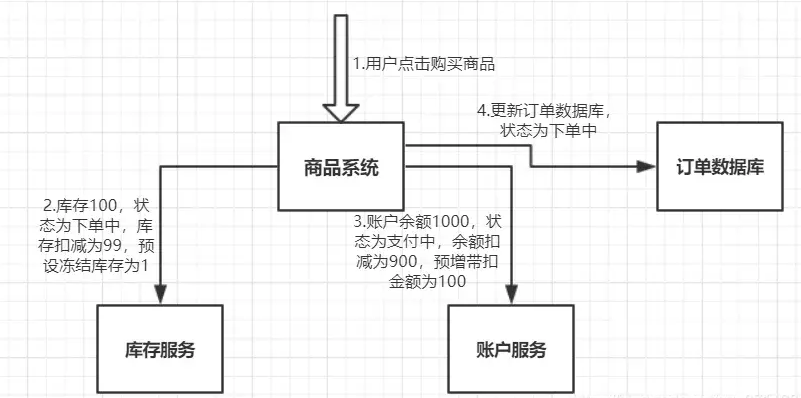 1.用户点击购买商品
4.更新订单数据库，
状态为下单中
商品系统
订单数据库
2.库存100，状
态为下单中，库
存扣减为99，预
设冻结库存为1
3.账户余额1000，状
态为支付中，余额扣
减为900，预增带扣
金额为100
库存服务
账户服务